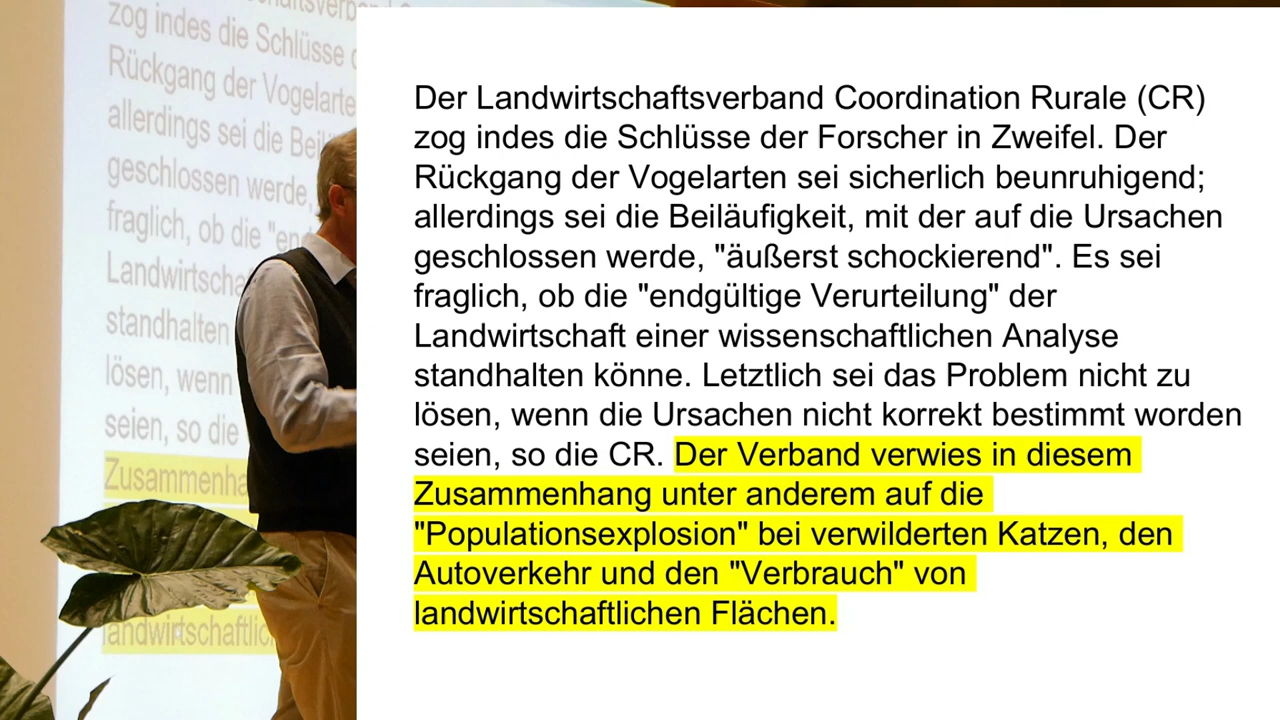 zog indes die Schlüsse
Rückgang der Vogelarte
allerdings sei die Beil
geschlossen werde,
fraglich, ob die "end
Landwirtscha
standhalten
lösen, wenn
seien, so die
Zusammenha
landwirtschaftlic
Der Landwirtschaftsverband Coordination Rurale (CR)
zog indes die Schlüsse der Forscher in Zweifel. Der
Rückgang der Vogelarten sei sicherlich beunruhigend;
allerdings sei die Beiläufigkeit, mit der auf die Ursachen
geschlossen werde, "äußerst schockierend". Es sei
fraglich, ob die "endgültige Verurteilung" der
Landwirtschaft einer wissenschaftlichen Analyse
standhalten könne. Letztlich sei das Problem nicht zu
lösen, wenn die Ursachen nicht korrekt bestimmt worden
seien, so die CR. Der Verband verwies in diesem
Zusammenhang unter anderem auf die
"Populationsexplosion" bei verwilderten Katzen, den
Autoverkehr und den "Verbrauch" von
landwirtschaftlichen Flächen.